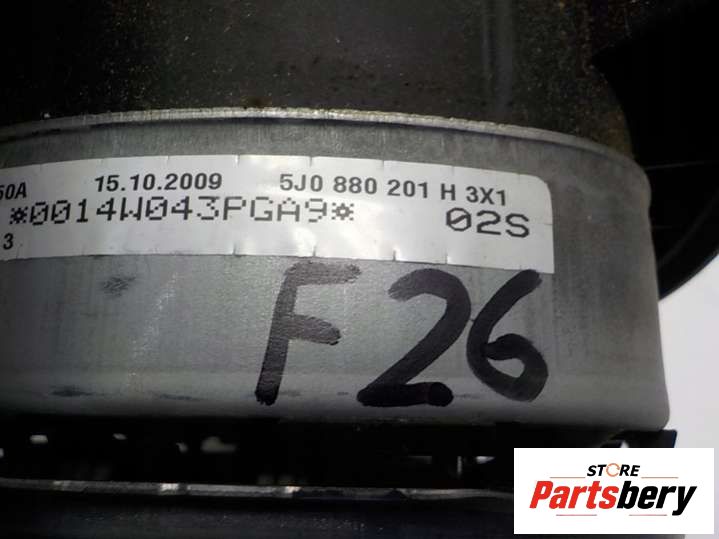 50A 15.10.2009 5J0 880 201 H 3X1
*0014W043PGA9* 02S
3
F26
STORE
Partsbery